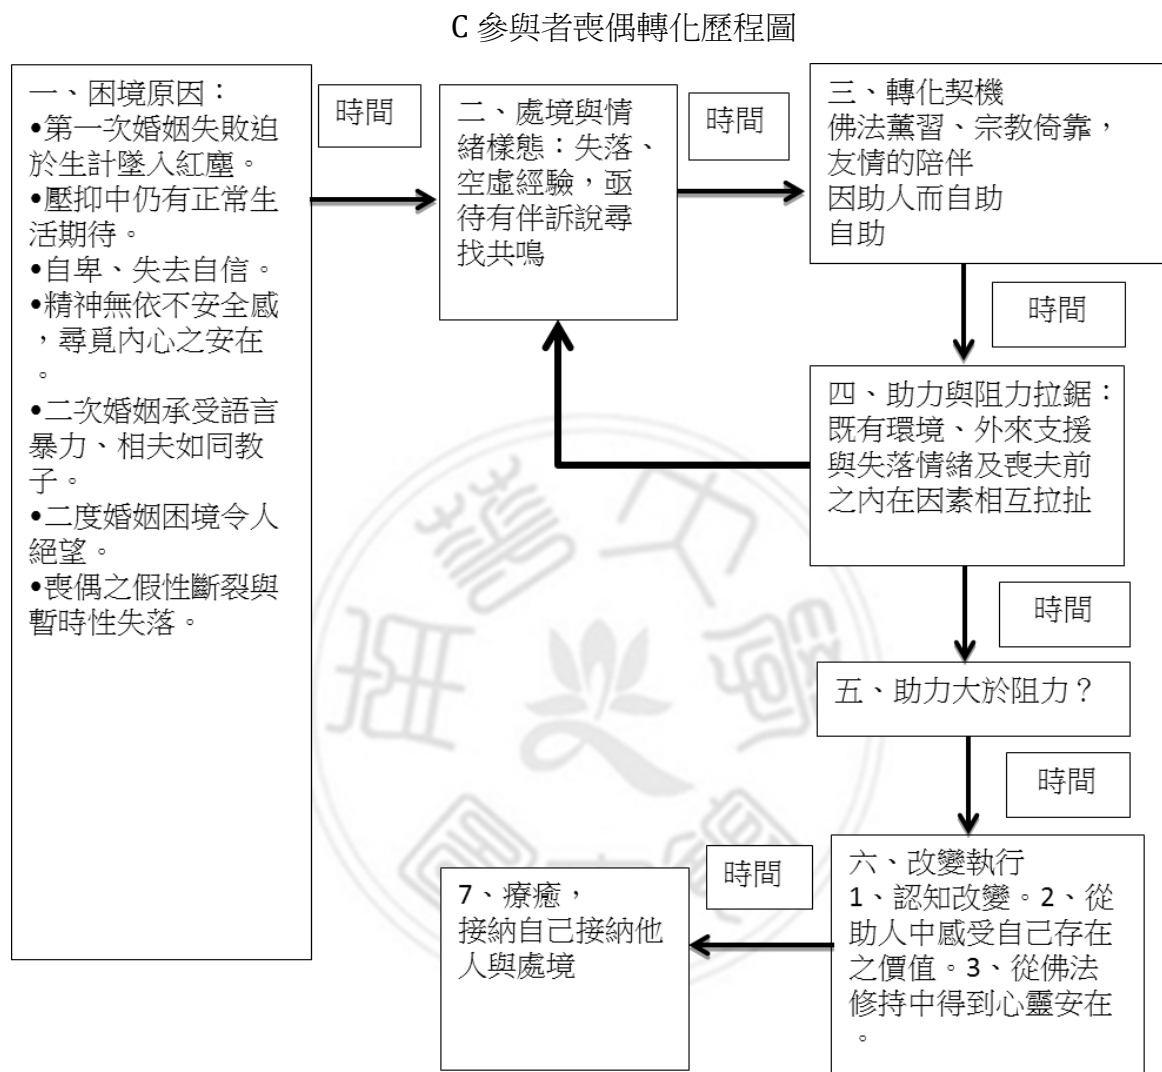 C 參與者喪偶轉化歷程圖
一、困境原因：
•第一次婚姻失敗迫
於生計墜入紅塵。
•壓抑中仍有正常生
活期待。
•自卑、失去自信。
•精神無依不安全感
，尋覓內心之安在
。
•二次婚姻承受語言
暴力、相夫如同教
子。
•二度婚姻困境令人
絕望。
•喪偶之假性斷裂與
暫時性失落。
時間
二、處境與情
緒樣態：失落、
空虛經驗，亟
待有伴訴說尋
找共鳴
時間
三、轉化契機
佛法薰習、宗教倚靠，
友情的陪伴
因助人而自助
自助
時間
四、助力與阻力拉鋸：
既有環境、外來支援
與失落情緒及喪夫前
之內在因素相互拉扯
時間
五、助力大於阻力？
時間
六、改變執行
1、認知改變。2、從
助人中感受自己存在
之價值。3、從佛法
修持中得到心靈安在
。
時間
7、療癒，
接納自己接納他
人與處境